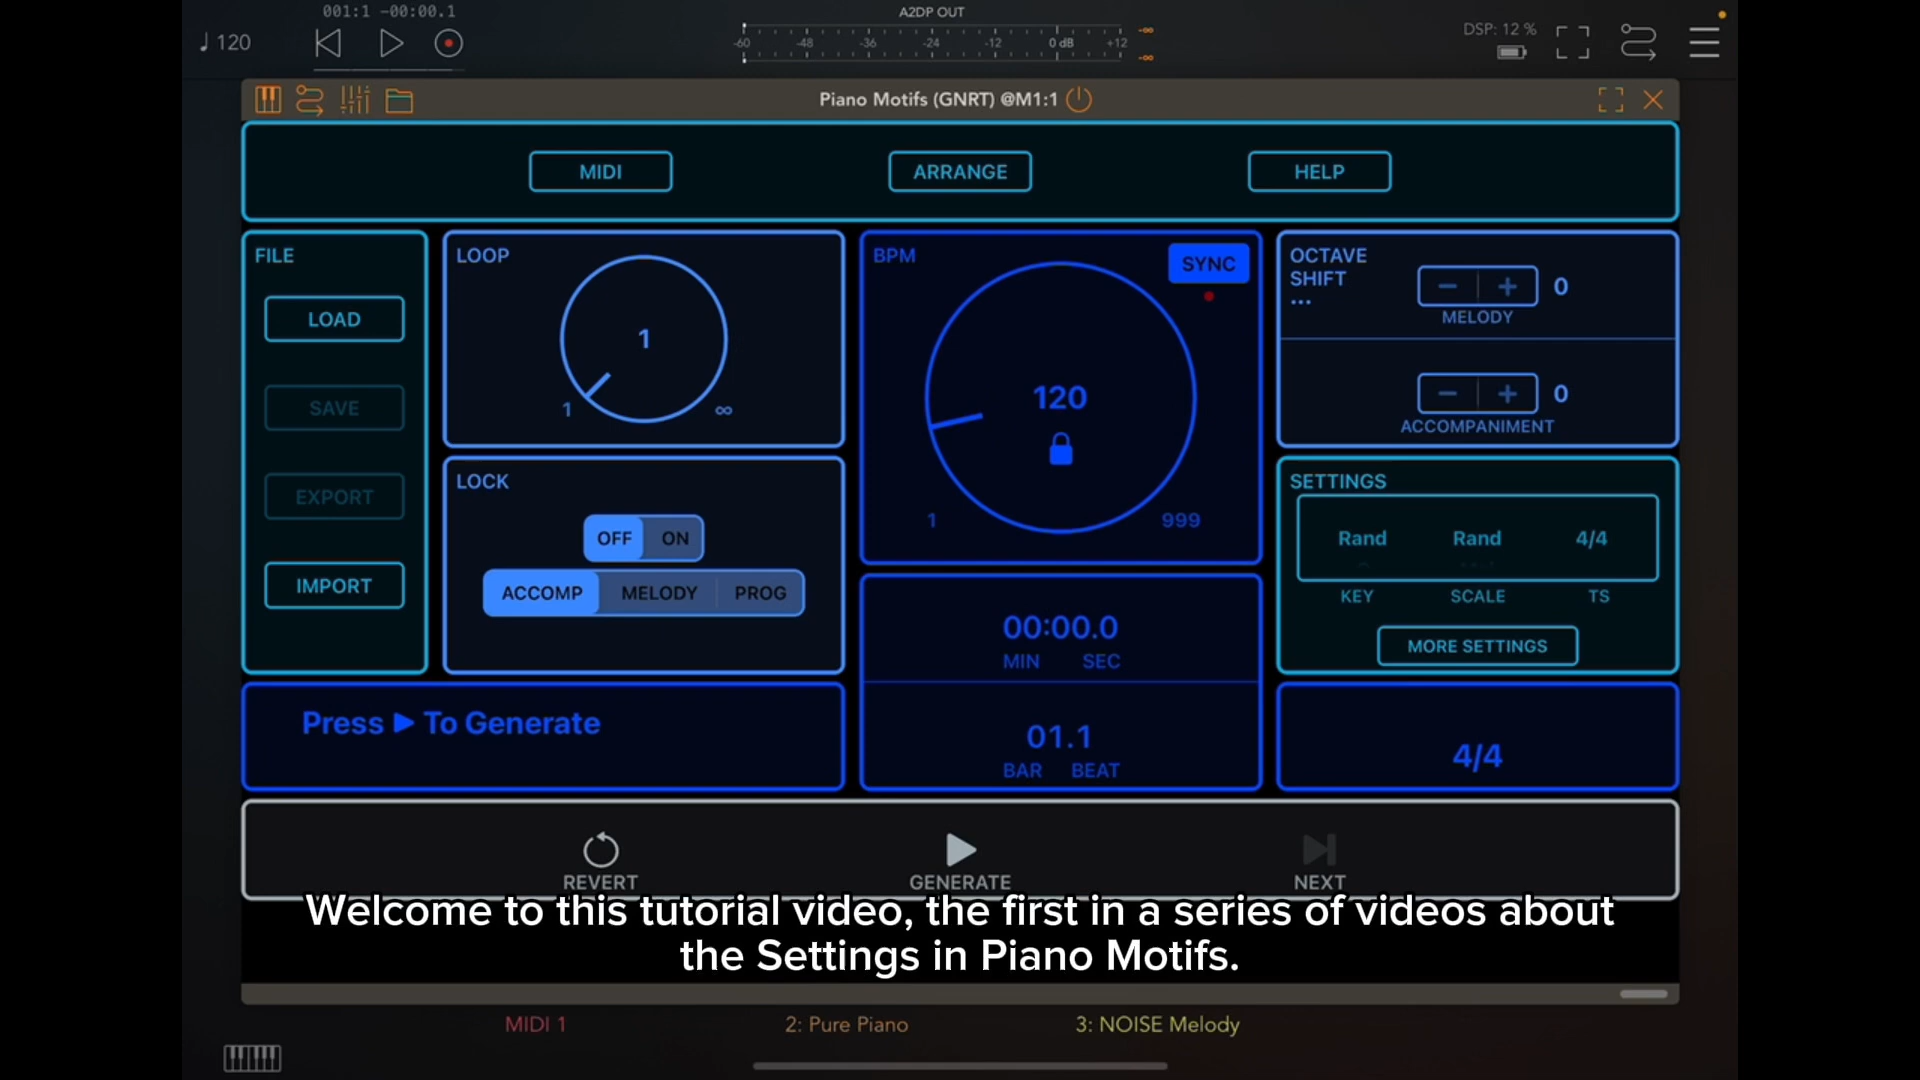 001:1 -00:00.1
♩120
A2DP OUT
-60 -48 -36 -24 -12 0 dB +12
-∞
-∞
DSP: 12 %
Piano Motifs (GNRT) @M1:1
MIDI
ARRANGE
HELP
FILE
LOAD
SAVE
EXPORT
IMPORT
LOOP
1
1
∞
LOCK
OFF ON
ACCOMP MELODY PROG
BPM
SYNC
120
1
999
00:00.0
MIN SEC
01.1
BAR BEAT
OCTAVE
SHIFT
...
− + 0
MELODY
− + 0
ACCOMPANIMENT
SETTINGS
Rand Rand 4/4
KEY SCALE TS
MORE SETTINGS
Press ▶ To Generate
4/4
REVERT
GENERATE
NEXT
Welcome to this tutorial video, the first in a series of videos about
the Settings in Piano Motifs.
MIDI 1
2: Pure Piano
3: NOISE Melody